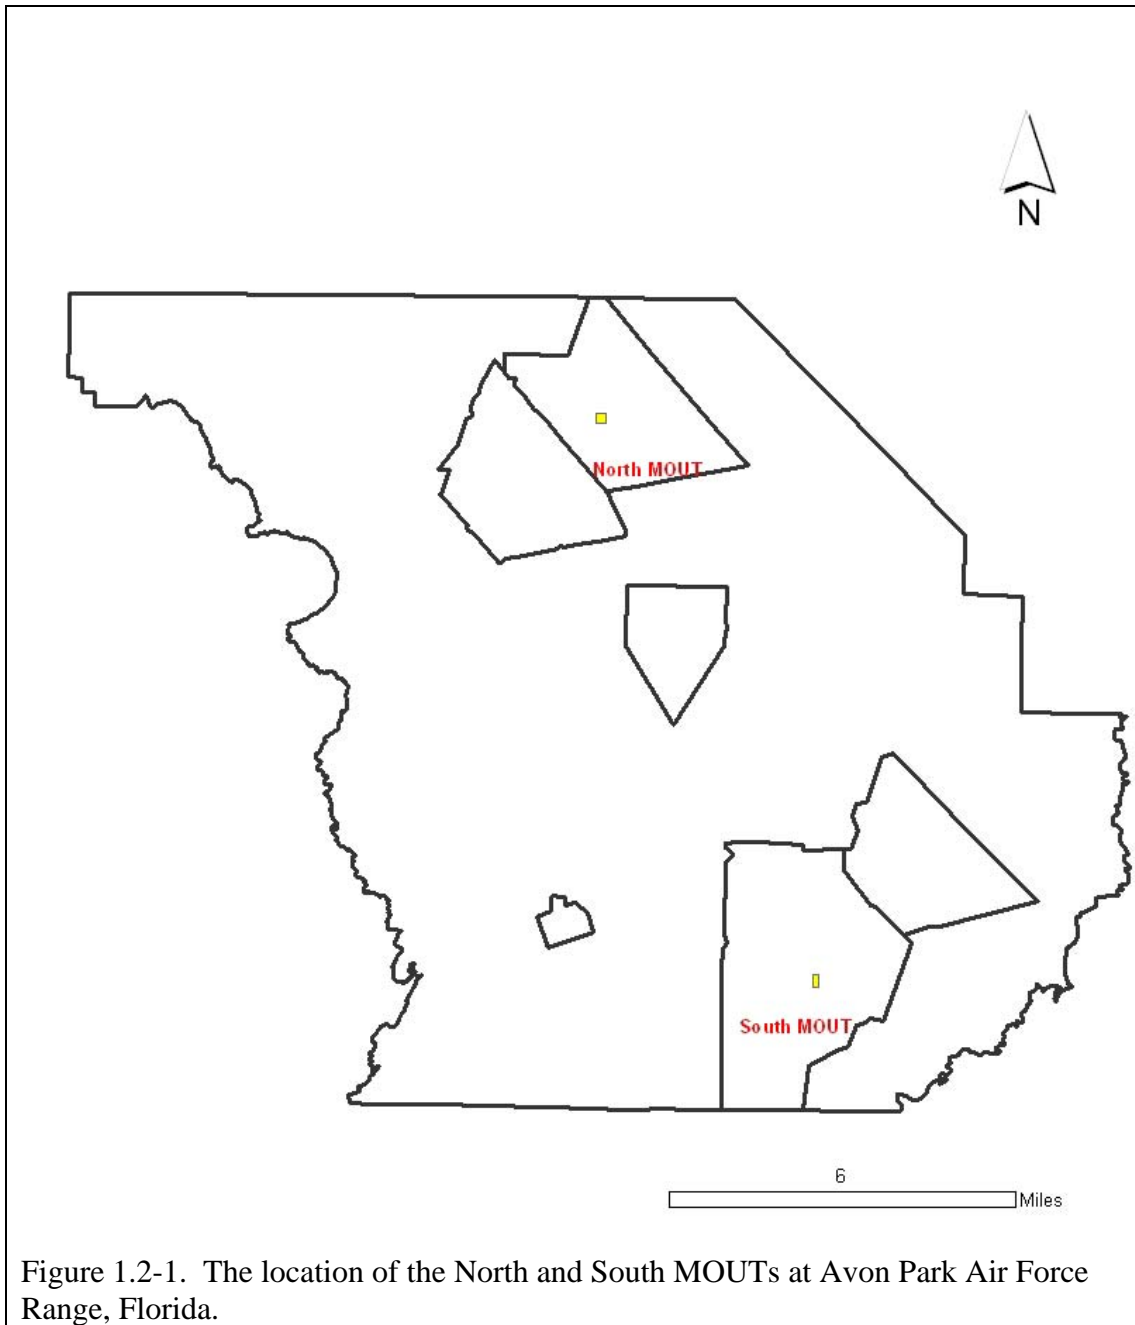 N
North MOUT
South MOUT
6
Miles
Figure 1.2-1.  The location of the North and South MOUTs at Avon Park Air Force
Range, Florida.